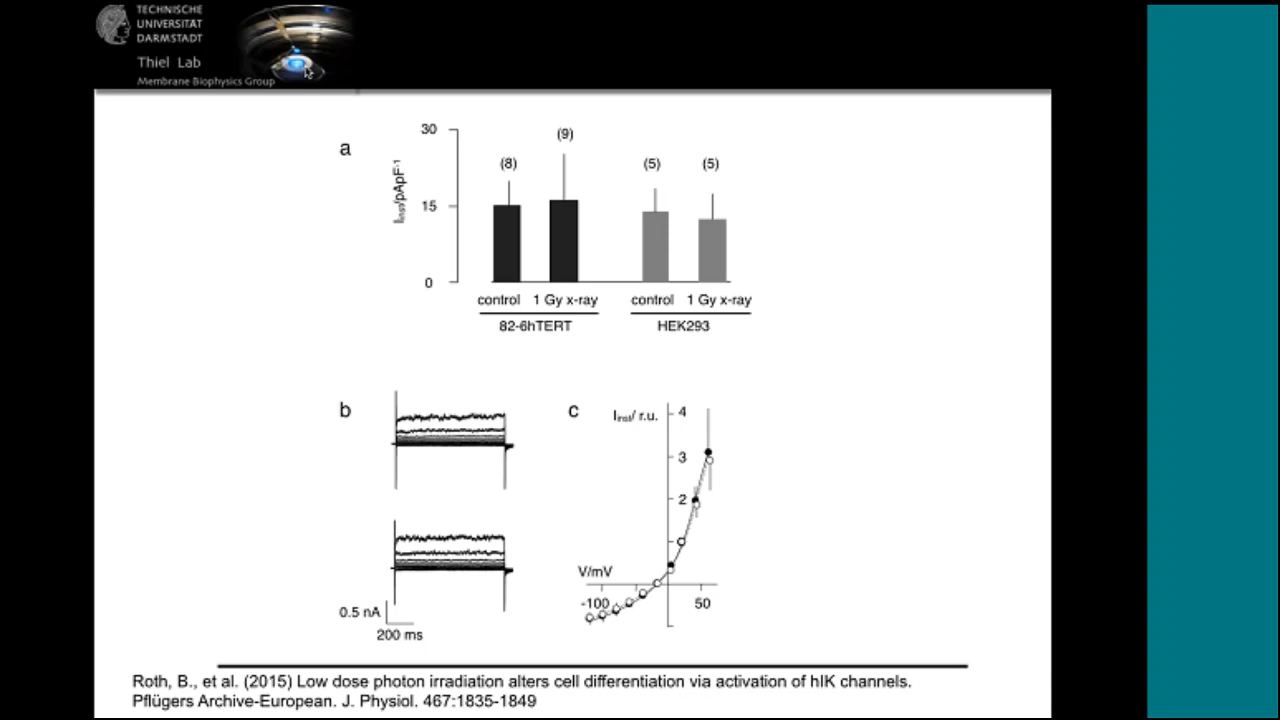 TECHNISCHE
UNIVERSITÄT
DARMSTADT
Thiel Lab
Membrane Biophysics Group
a
Iinst/pApF-1
30
15
0
(8)
(9)
(5)
(5)
control 1 Gy x-ray
control 1 Gy x-ray
82-6hTERT
HEK293
b
0.5 nA
200 ms
c
Iinst/ r.u.
4
3
2
V/mV
-100
50
Roth, B., et al. (2015) Low dose photon irradiation alters cell differentiation via activation of hIK channels.
Pflügers Archive-European. J. Physiol. 467:1835-1849